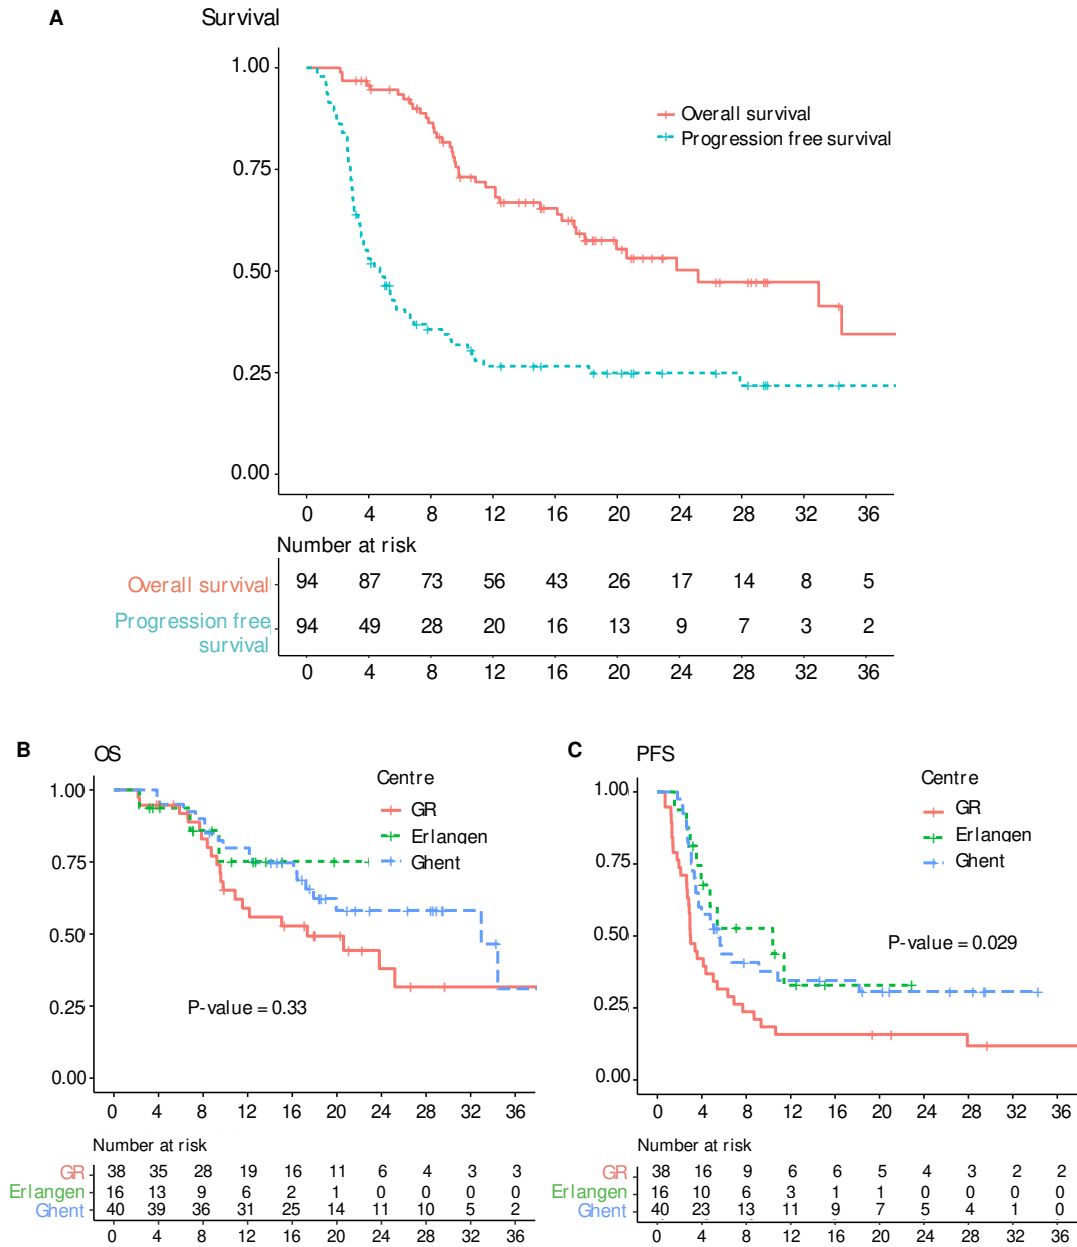 A
Survival
1.00
0.75
0.50
0.25
0.00
Overall survival
Progression free survival
0 4 8 12 16 20 24 28 32 36
Number at risk
Overall survival 94 87 73 56 43 26 17 14 8 5
Progression free survival 94 49 28 20 16 13 9 7 3 2
0 4 8 12 16 20 24 28 32 36
B
OS
1.00
0.75
0.50
0.25
0.00
Centre
GR
Erlangen
Ghent
P-value = 0.33
0 4 8 12 16 20 24 28 32 36
Number at risk
GR 38 35 28 19 16 11 6 4 3 3
Erlangen 16 13 9 6 2 1 0 0 0 0
Ghent 40 39 36 31 25 14 11 10 5 2
0 4 8 12 16 20 24 28 32 36
C
PFS
1.00
0.75
0.50
0.25
0.00
Centre
GR
Erlangen
Ghent
P-value = 0.029
0 4 8 12 16 20 24 28 32 36
Number at risk
GR 38 16 9 6 6 5 4 3 2 2
Erlangen 16 10 6 3 1 1 0 0 0 0
Ghent 40 23 13 11 9 7 5 4 1 0
0 4 8 12 16 20 24 28 32 36